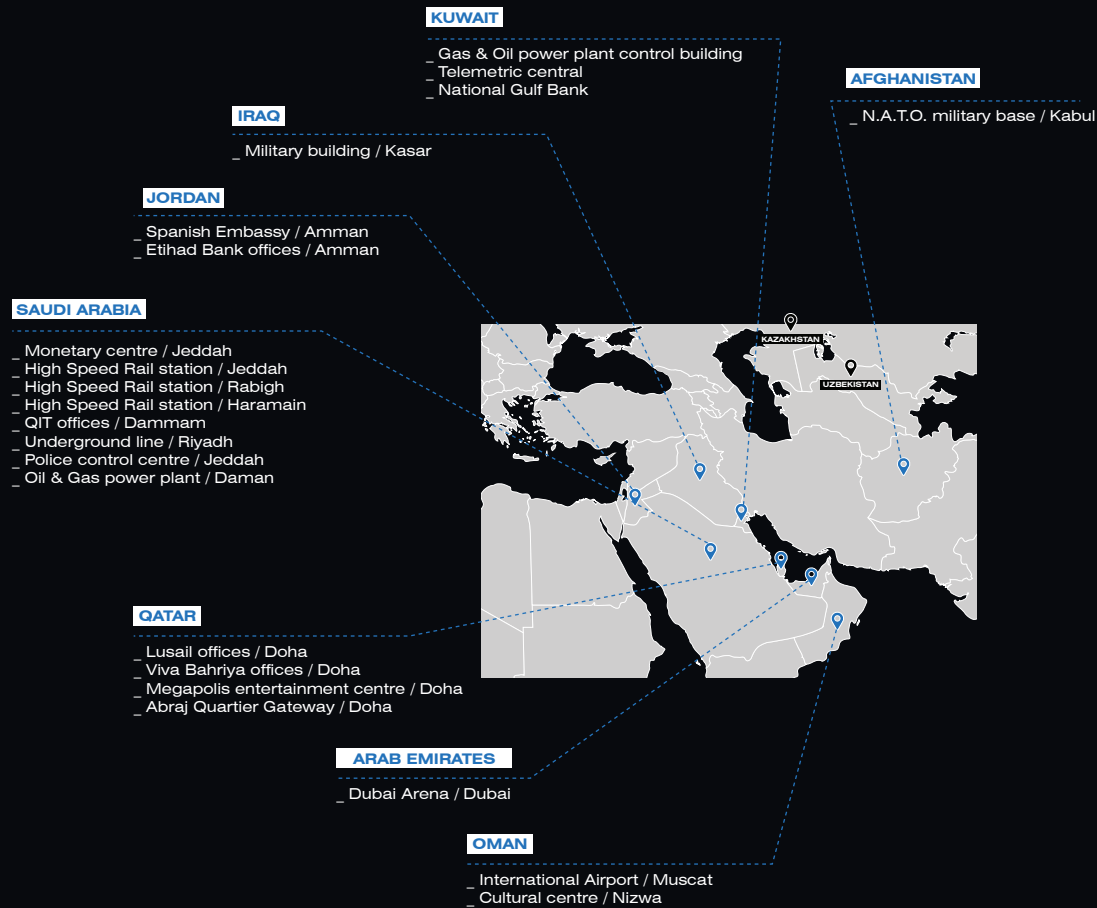 KUWAIT
_ Gas & Oil power plant control building
_ Telemetric central
_ National Gulf Bank
AFGHANISTAN
_ N.A.T.O. military base / Kabul
IRAQ
_ Military building / Kasar
JORDAN
_ Spanish Embassy / Amman
_ Etihad Bank offices / Amman
SAUDI ARABIA
_ Monetary centre / Jeddah
_ High Speed Rail station / Jeddah
_ High Speed Rail station / Rabigh
_ High Speed Rail station / Haramain
_ QIT offices / Dammam
_ Underground line / Riyadh
_ Police control centre / Jeddah
_ Oil & Gas power plant / Daman
KAZAKHSTAN
UZBEKISTAN
QATAR
_ Lusail offices / Doha
_ Viva Bahriya offices / Doha
_ Megapolis entertainment centre / Doha
_ Abraj Quartier Gateway / Doha
ARAB EMIRATES
_ Dubai Arena / Dubai
OMAN
_ International Airport / Muscat
_ Cultural centre / Nizwa